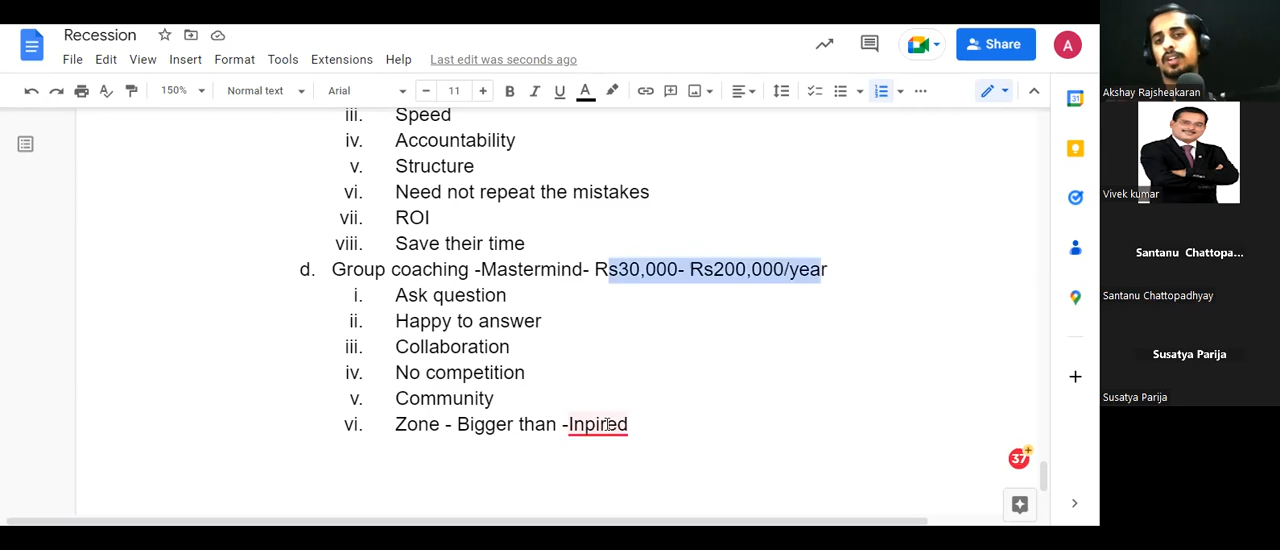 Recession
File Edit View Insert Format Tools Extensions Help Last edit was seconds ago
Share
A
150% Normal text Arial − 11 + B I U A
iii. Speed
iv. Accountability
v. Structure
vi. Need not repeat the mistakes
vii. ROI
viii. Save their time
d. Group coaching -Mastermind- Rs30,000- Rs200,000/year
i. Ask question
ii. Happy to answer
iii. Collaboration
iv. No competition
v. Community
vi. Zone - Bigger than -Inpired
37
31
Akshay Rajsheakaran
Vivek kumar
Santanu Chattopa...
Santanu Chattopadhyay
Susatya Parija
Susatya Parija